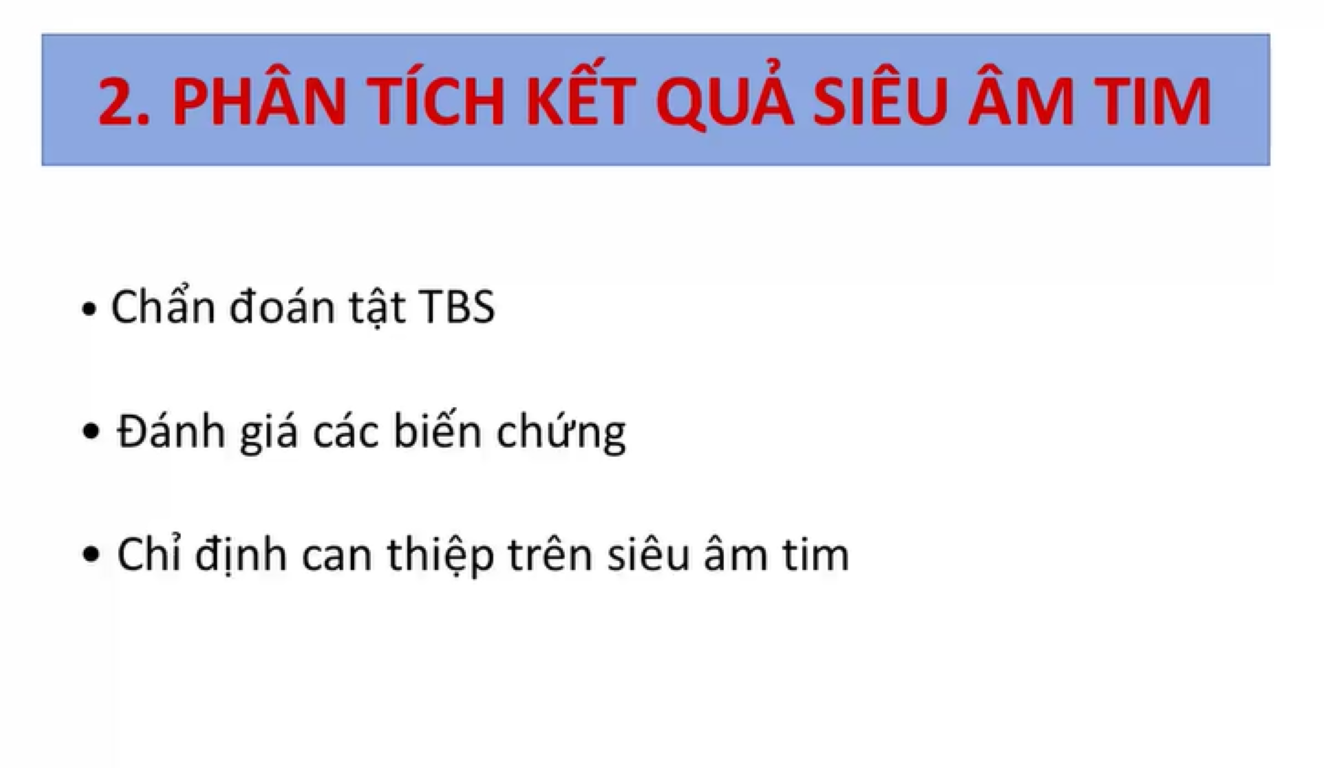 2. PHÂN TÍCH KẾT QUẢ SIÊU ÂM TIM
• Chẩn đoán tật TBS
• Đánh giá các biến chứng
• Chỉ định can thiệp trên siêu âm tim